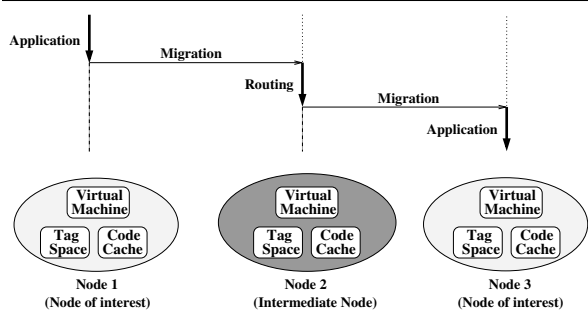 Application
Migration
Routing
Migration
Application
Virtual
Machine
Tag
Space
Code
Cache
Virtual
Machine
Tag
Space
Code
Cache
Virtual
Machine
Tag
Space
Code
Cache
Node 1
(Node of interest)
Node 2
(Intermediate Node)
Node 3
(Node of interest)